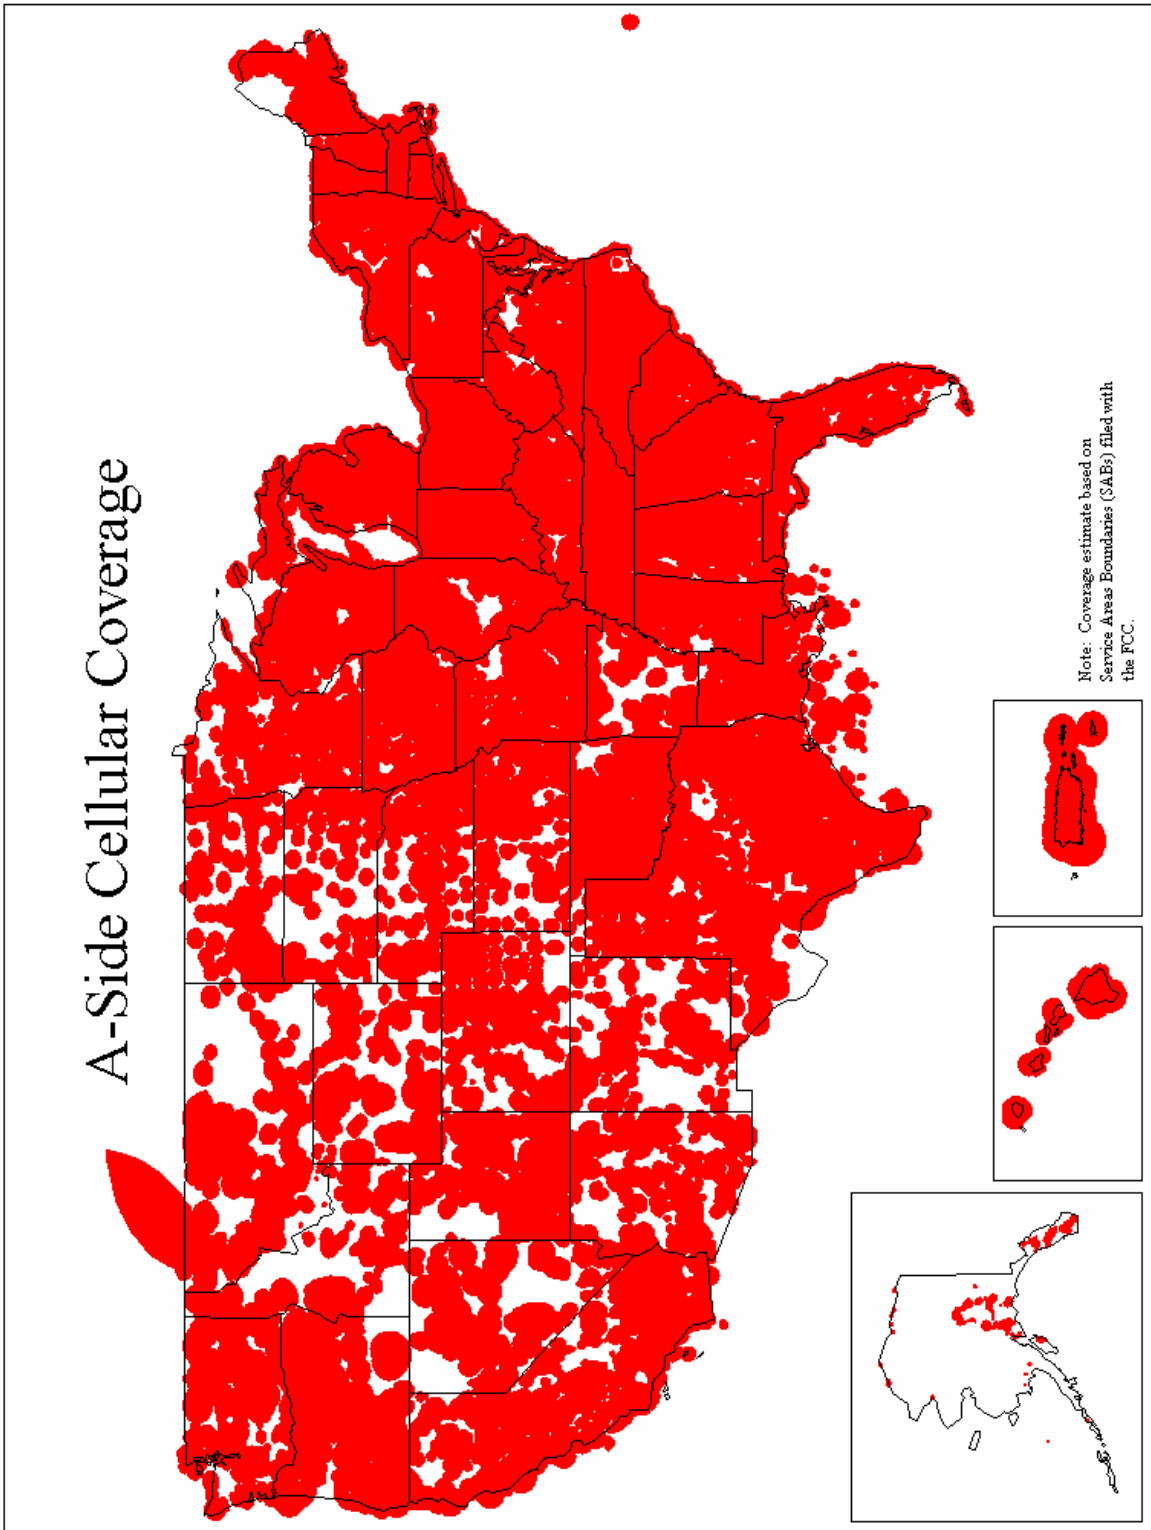 A-Side Cellular Coverage
Note: Coverage estimate based on
Service Areas Boundaries (SABs) filed with
the FCC.